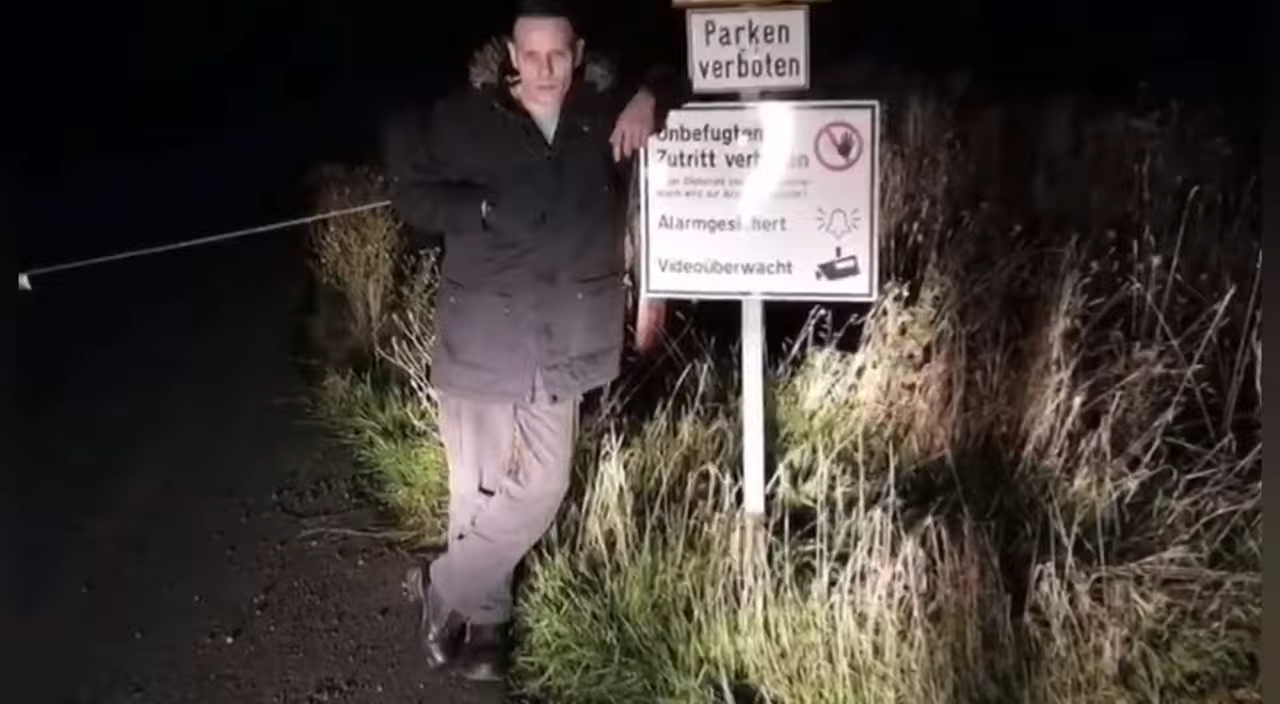 Parken
verboten
Unbefugten
Zutritt verboten
Alarmgesichert
Videoüberwacht